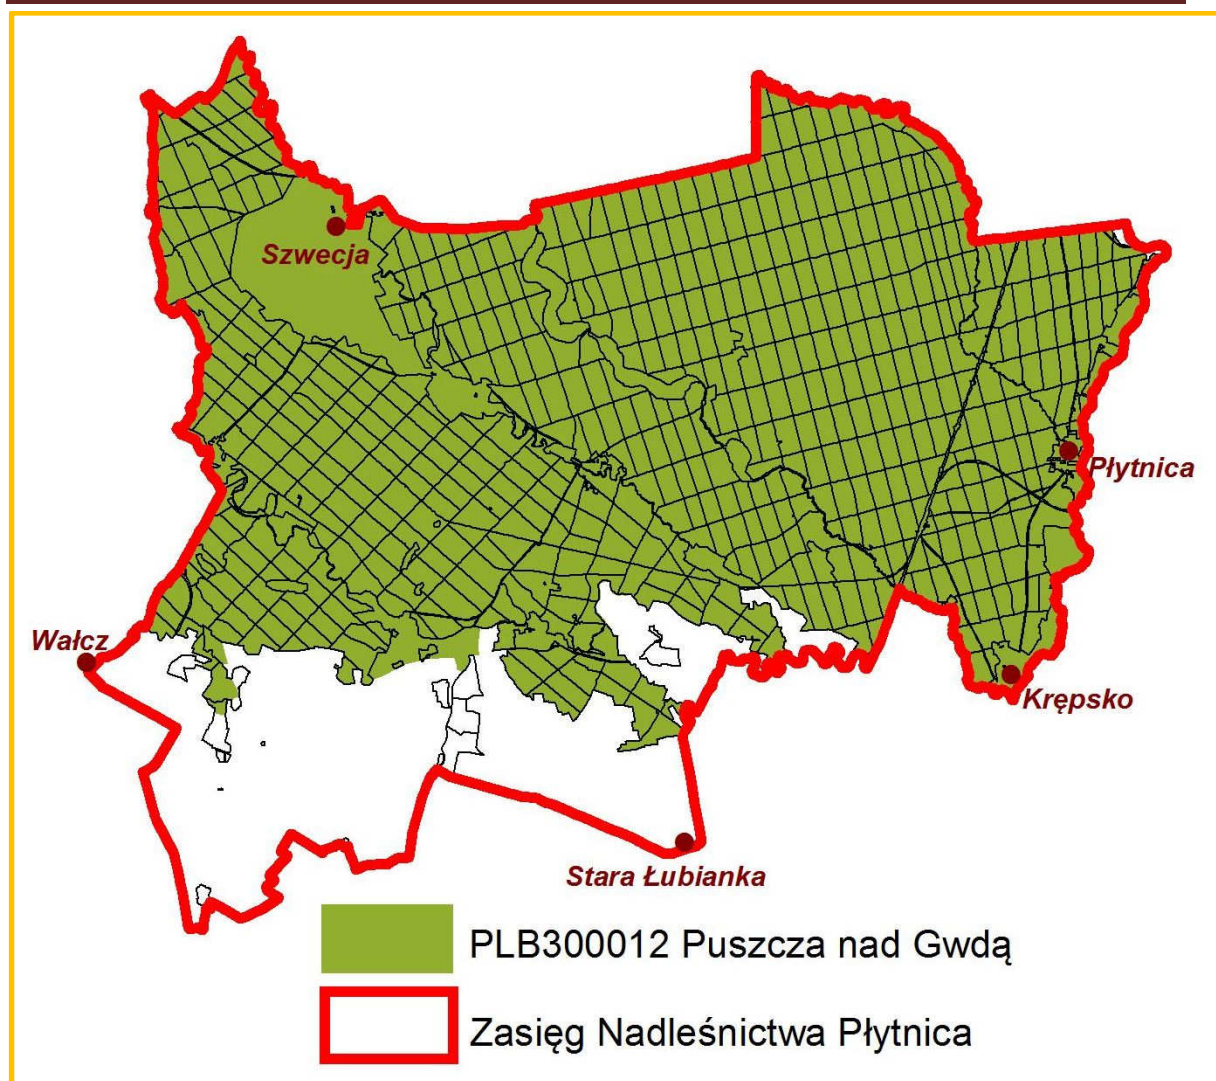 Szwecja
Płytnica
Wałcz
Krępsko
Stara Łubianka
PLB300012 Puszcza nad Gwdą
Zasięg Nadleśnictwa Płytnica